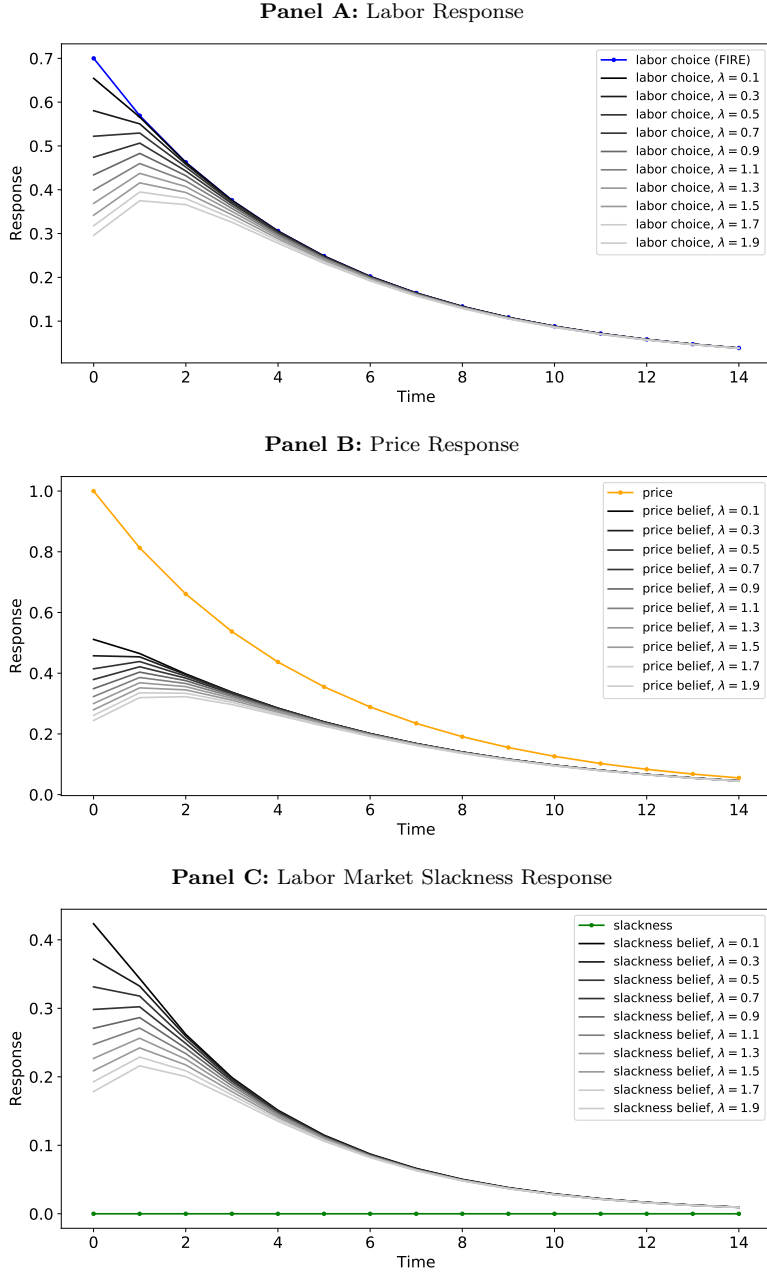 Panel A: Labor Response
0.7
0.6
0.5
0.4
0.3
0.2
0.1
Response
0 2 4 6 8 10 12 14
Time
labor choice (FIRE)
labor choice, λ = 0.1
labor choice, λ = 0.3
labor choice, λ = 0.5
labor choice, λ = 0.7
labor choice, λ = 0.9
labor choice, λ = 1.1
labor choice, λ = 1.3
labor choice, λ = 1.5
labor choice, λ = 1.7
labor choice, λ = 1.9
Panel B: Price Response
1.0
0.8
0.6
0.4
0.2
0.0
Response
0 2 4 6 8 10 12 14
Time
price
price belief, λ = 0.1
price belief, λ = 0.3
price belief, λ = 0.5
price belief, λ = 0.7
price belief, λ = 0.9
price belief, λ = 1.1
price belief, λ = 1.3
price belief, λ = 1.5
price belief, λ = 1.7
price belief, λ = 1.9
Panel C: Labor Market Slackness Response
0.4
0.3
0.2
0.1
0.0
Response
0 2 4 6 8 10 12 14
Time
slackness
slackness belief, λ = 0.1
slackness belief, λ = 0.3
slackness belief, λ = 0.5
slackness belief, λ = 0.7
slackness belief, λ = 0.9
slackness belief, λ = 1.1
slackness belief, λ = 1.3
slackness belief, λ = 1.5
slackness belief, λ = 1.7
slackness belief, λ = 1.9